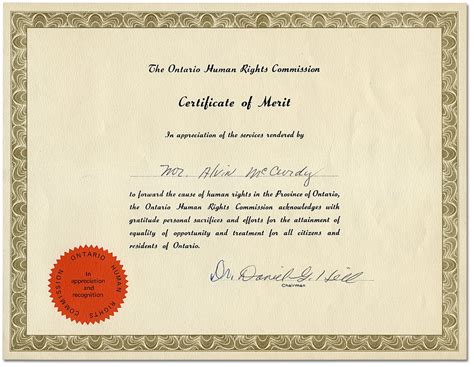 The Ontario Human Rights Commission
Certificate of Merit
In appreciation of the services rendered by
Mr. Alvin McCurdy
to forward the cause of human rights in the Province of Ontario,
the Ontario Human Rights Commission acknowledges with
gratitude personal sacrifices and efforts for the attainment of
equality of opportunity and treatment for all citizens and
residents of Ontario.
ONTARIO HUMAN RIGHTS COMMISSION
In
appreciation
and
recognition
Dr. Daniel G. Hill
Chairman